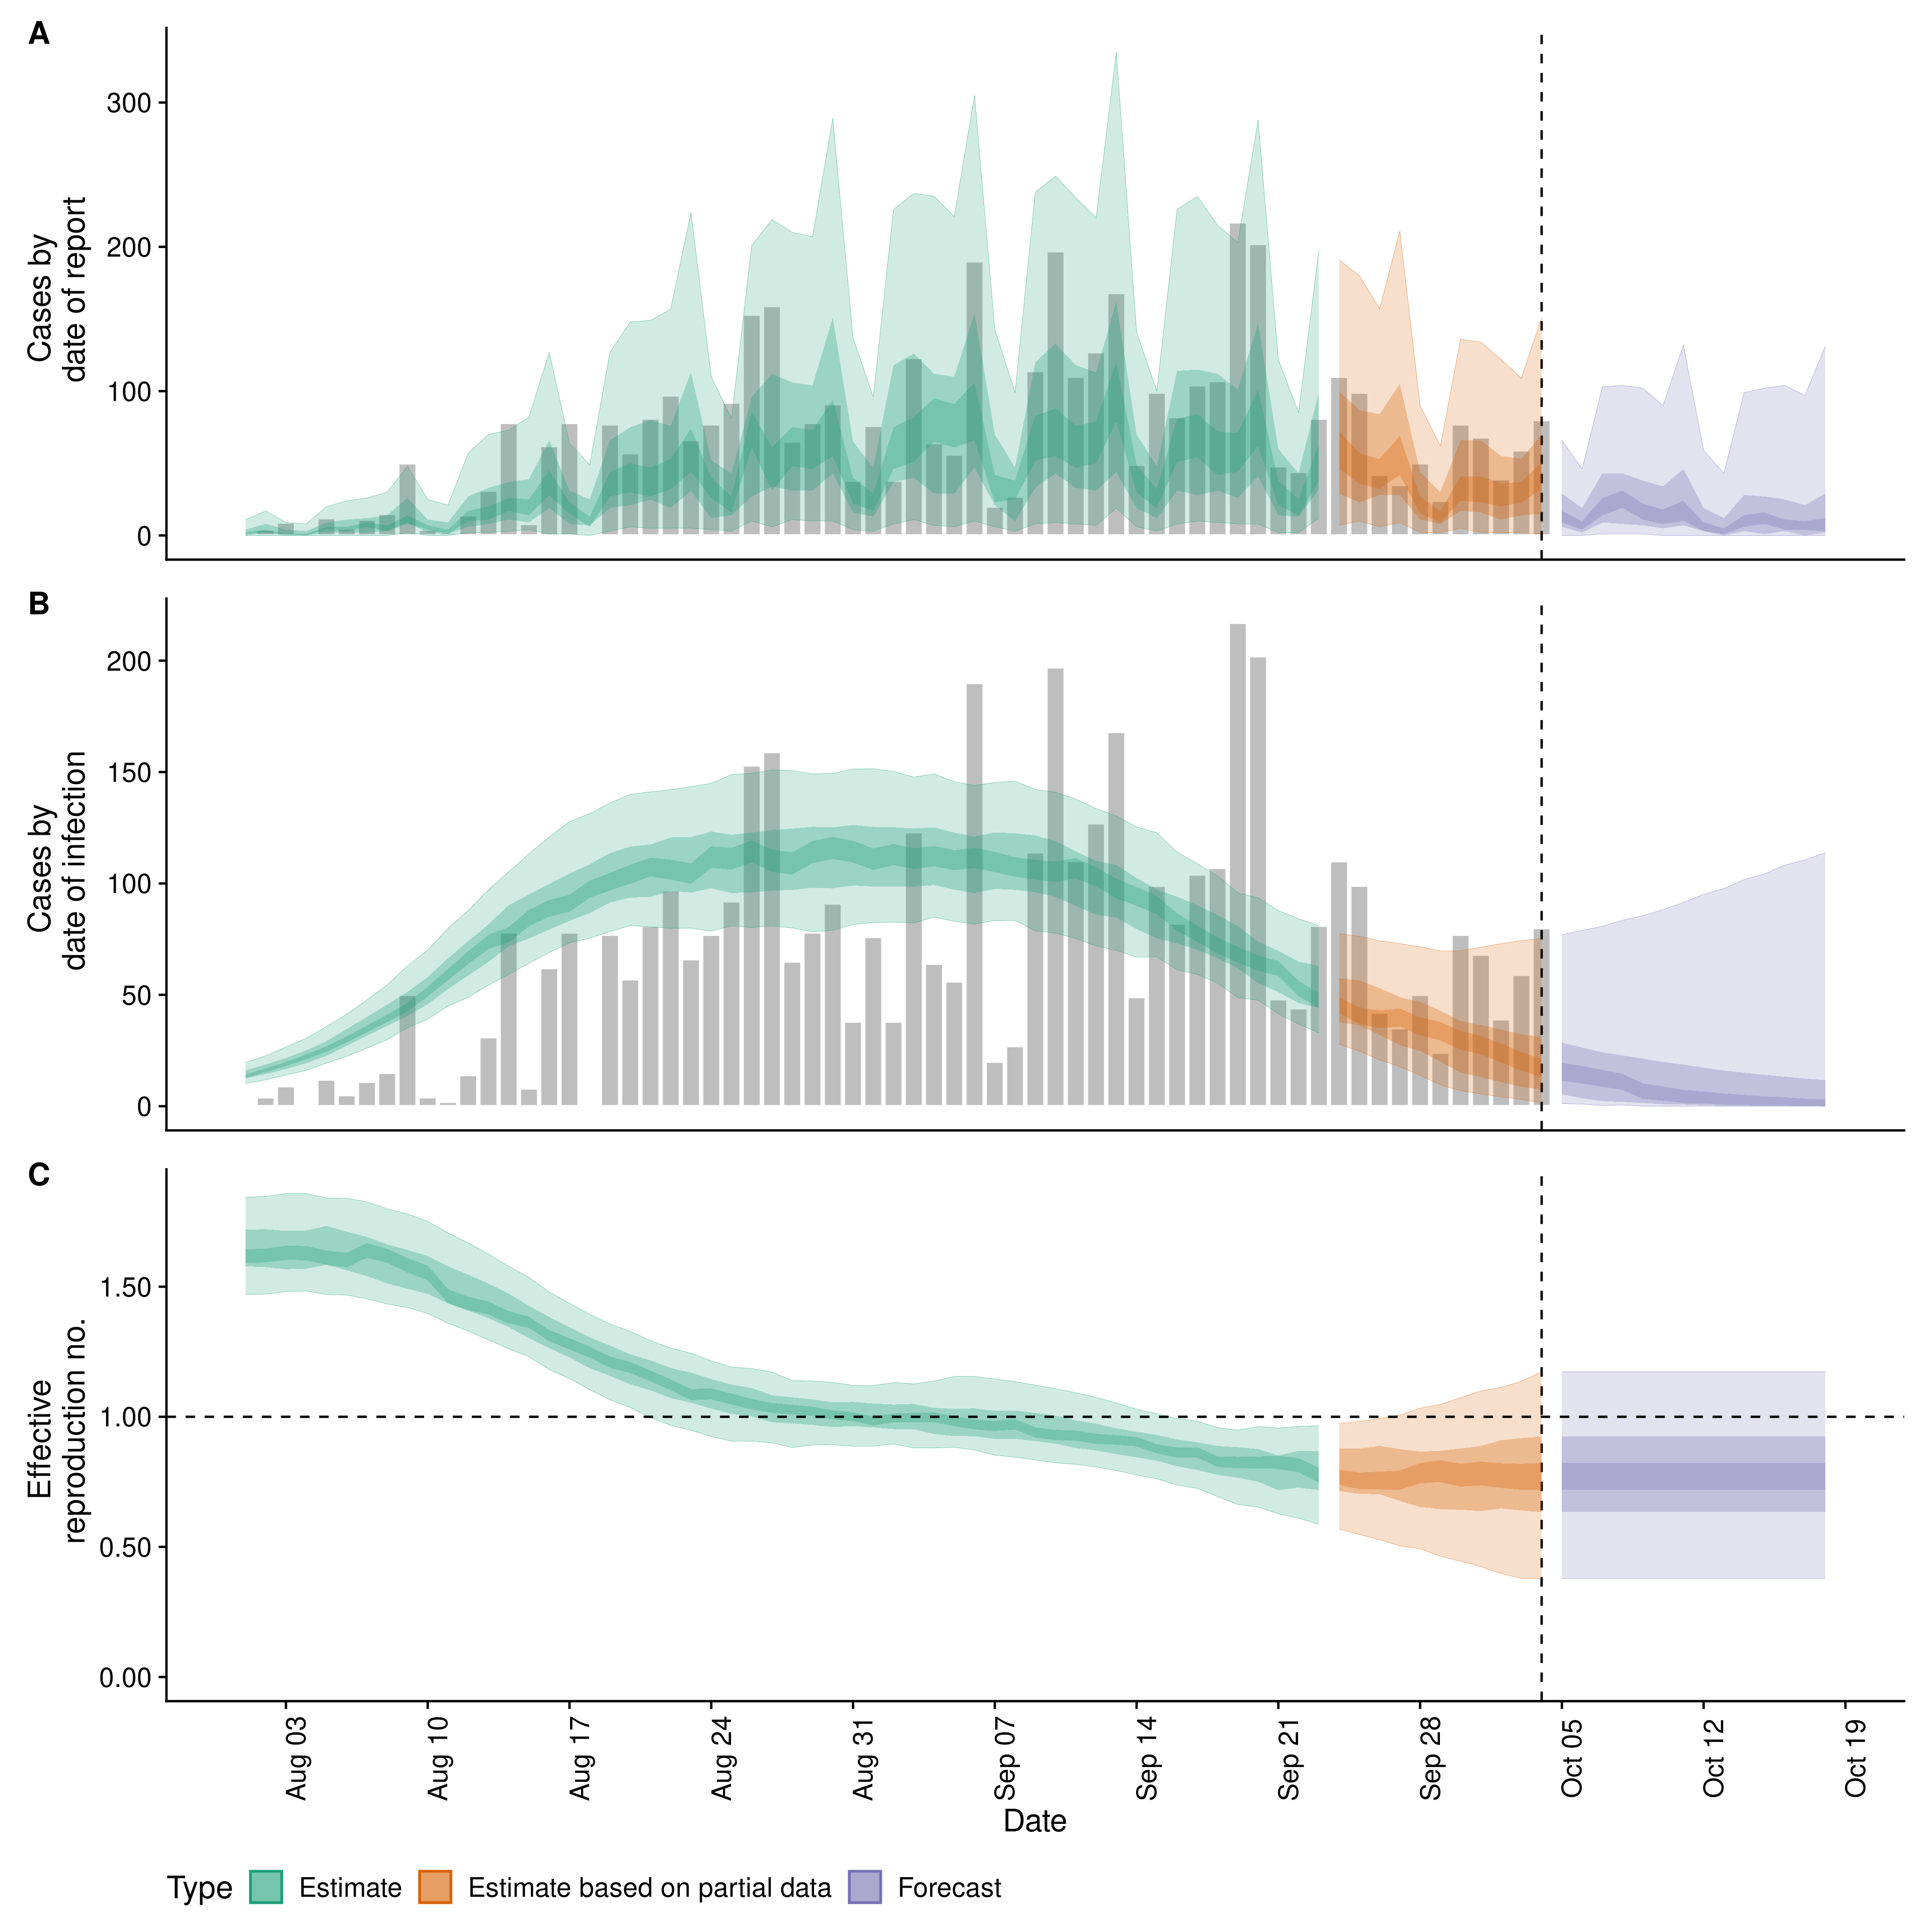 A
Cases by
date of report
300
200
100
0
B
Cases by
date of infection
200
150
100
50
0
C
Effective
reproduction no.
1.50
1.00
0.50
0.00
Aug 03
Aug 10
Aug 17
Aug 24
Aug 31
Sep 07
Sep 14
Sep 21
Sep 28
Oct 05
Oct 12
Oct 19
Date
Type Estimate Estimate based on partial data Forecast